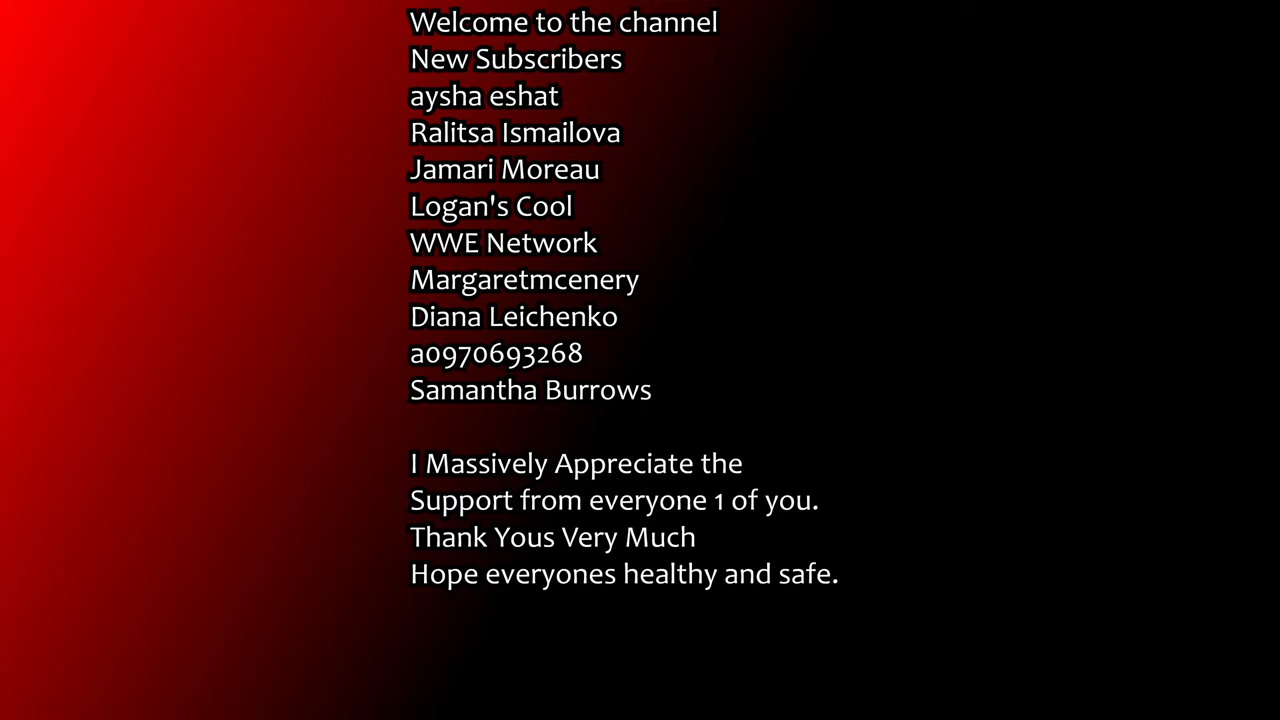 Welcome to the channel
New Subscribers
aysha eshat
Ralitsa Ismailova
Jamari Moreau
Logan's Cool
WWE Network
Margaretmcenery
Diana Leichenko
a0970693268
Samantha Burrows
I Massively Appreciate the
Support from everyone 1 of you.
Thank Yous Very Much
Hope everyones healthy and safe.